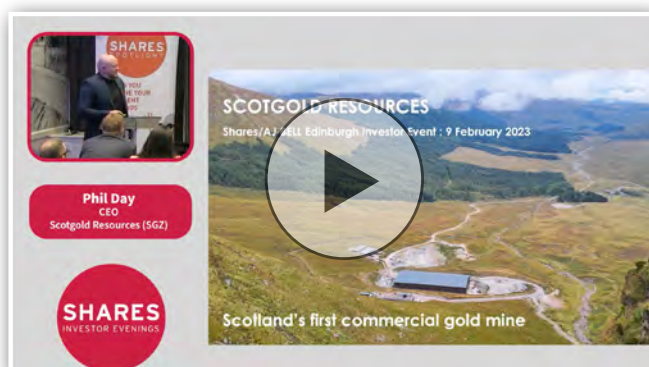 SHARES
SPOTLIGHT
Phil Day
CEO
Scotgold Resources (SGZ)
SHARES
INVESTOR EVENINGS
SCOTGOLD RESOURCES
Shares/AJ BELL Edinburgh Investor Event : 9 February 2023
Scotland's first commercial gold mine